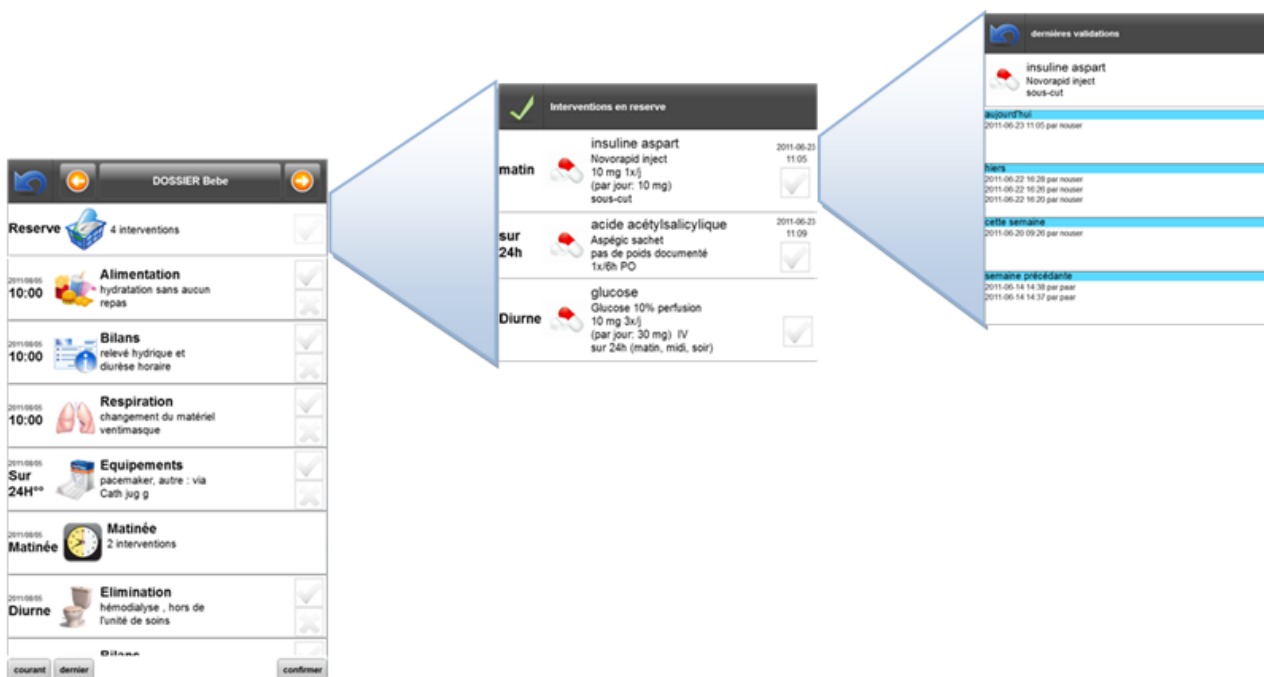 DOSSIER Bebe
Reserve
4 interventions
2011/08/05
10:00
Alimentation
hydratation sans aucun
repas
2011/08/05
10:00
Bilans
relevé hydrique et
diurèse horaire
2011/08/05
10:00
Respiration
changement du matériel
ventimasque
2011/08/05
Sur
24H°°
Equipements
pacemaker, autre : via
Cath jug g
2011/08/05
Matinée
Matinée
2 interventions
2011/08/05
Diurne
Elimination
hémodialyse , hors de
l'unité de soins
Bilans
courant
dernier
confirmer
Interventions en reserve
matin
insuline aspart
Novorapid inject
10 mg 1x/j
(par jour: 10 mg)
sous-cut
2011-06-23
11:05
sur
24h
acide acétylsalicylique
Aspégic sachet
pas de poids documenté
1x/6h PO
2011-06-23
11:09
Diurne
glucose
Glucose 10% perfusion
10 mg 3x/j
(par jour: 30 mg) IV
sur 24h (matin, midi, soir)
dernières validations
insuline aspart
Novorapid inject
sous-cut
aujourd'hui
2011-06-23 11:05 par nouser
hiers
2011-06-22 16:28 par nouser
2011-06-22 16:26 par nouser
2011-06-22 16:20 par nouser
cette semaine
2011-06-20 09:26 par nouser
semaine précédante
2011-06-14 14:38 par paar
2011-06-14 14:37 par paar